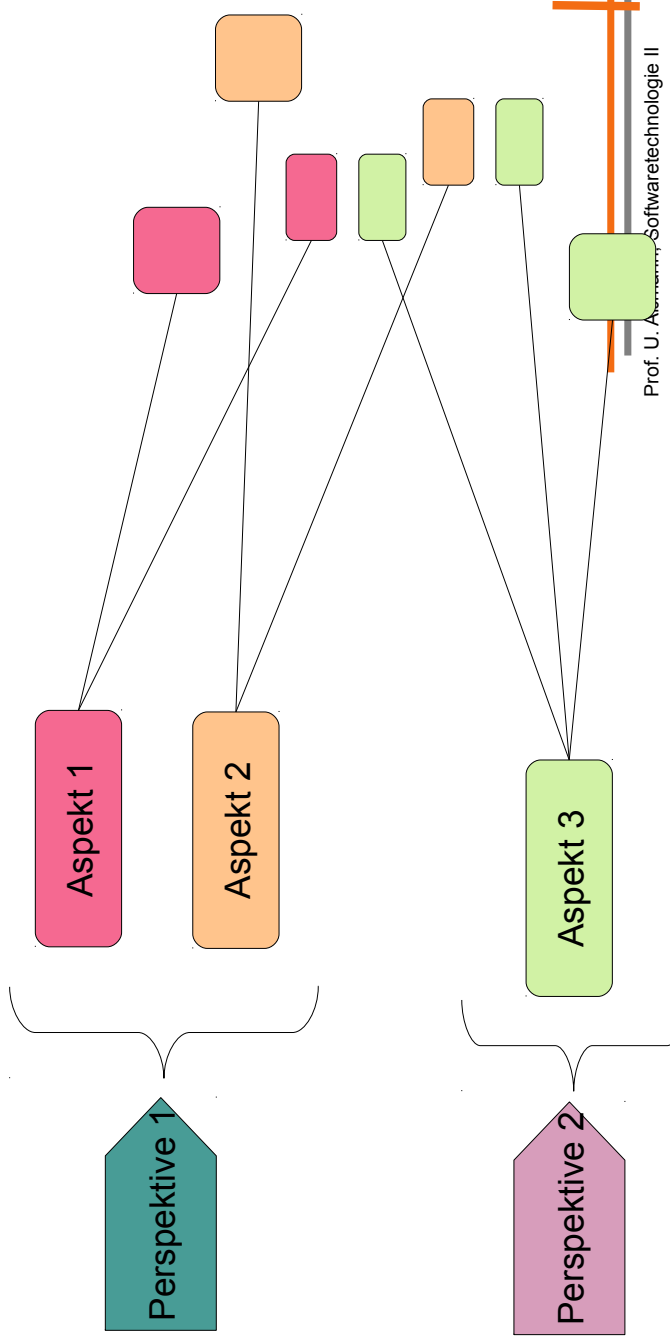 Perspektive 1
Aspekt 1
Aspekt 2
Perspektive 2
Aspekt 3
Prof. U. Softwaretechnologie II